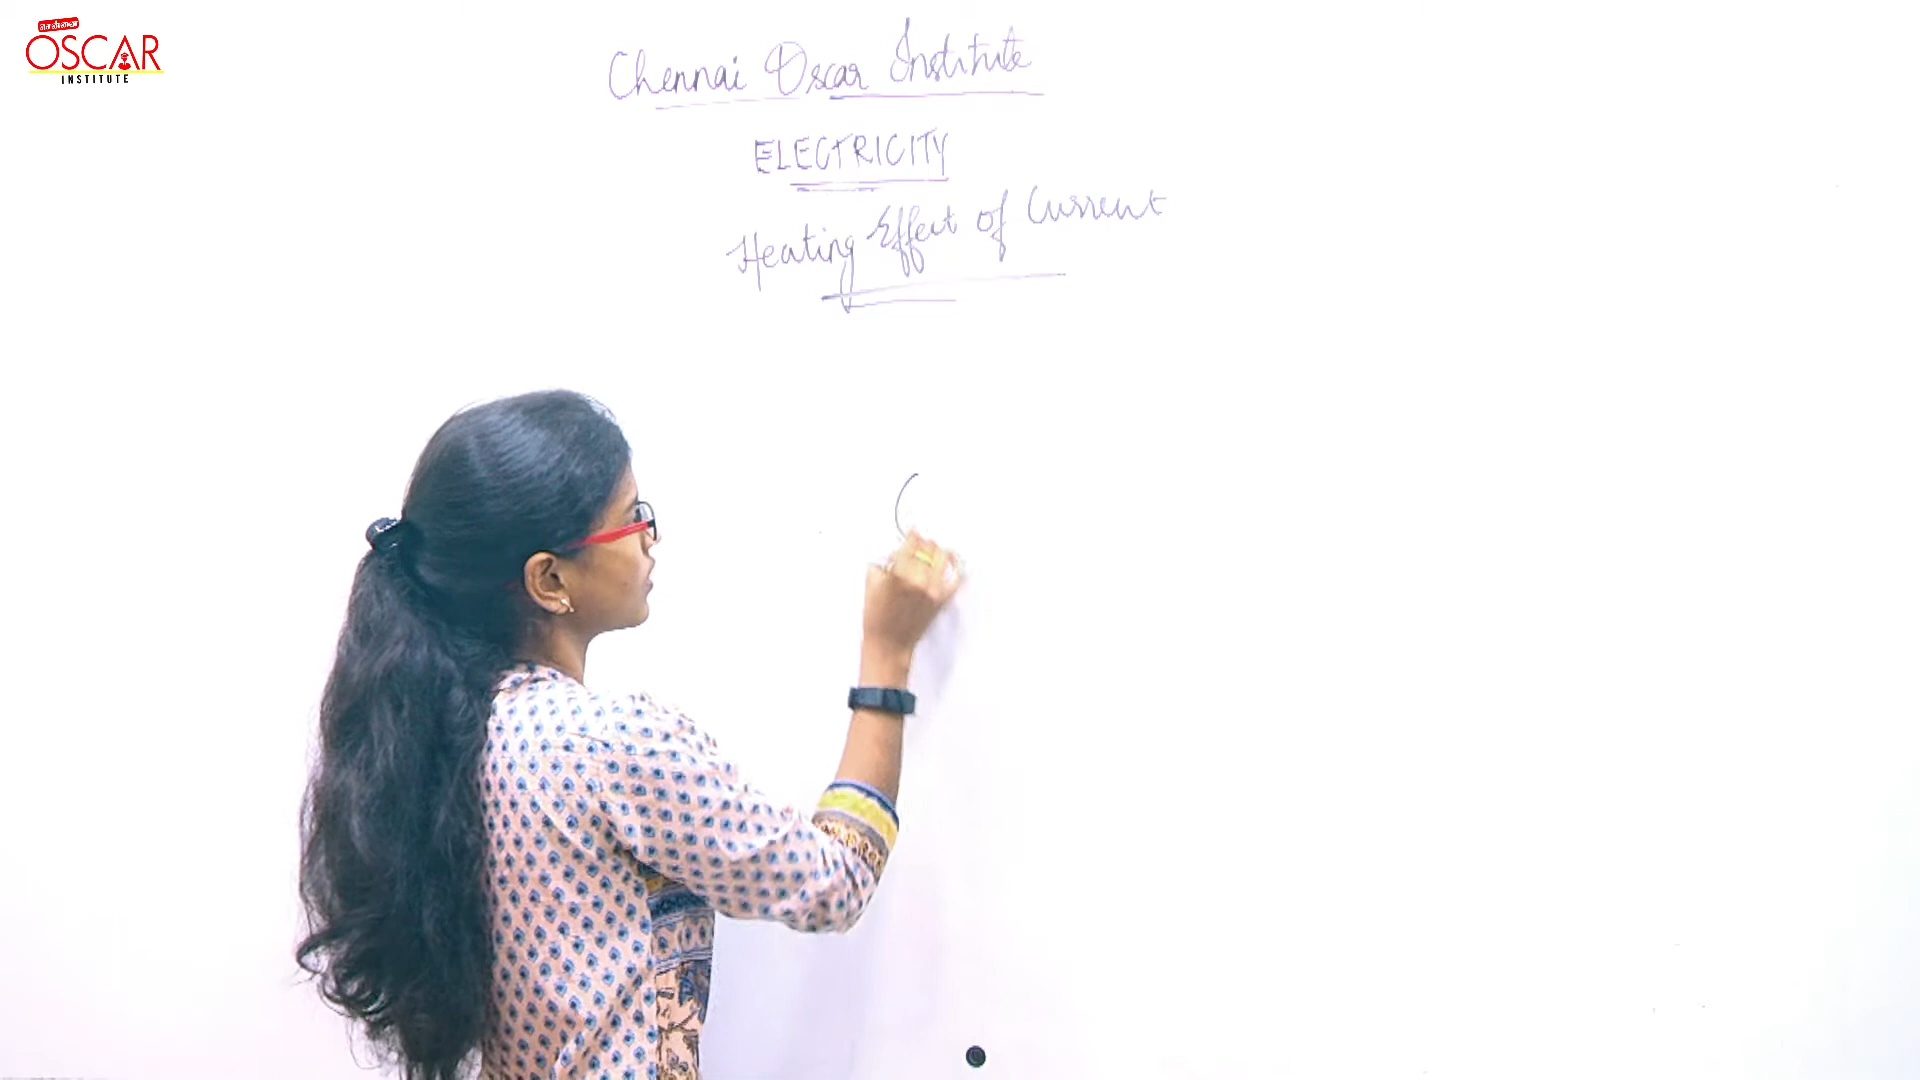 OSCAR
INSTITUTE
Chennai Oscar Institute
ELECTRICITY
Heating Effect of Current